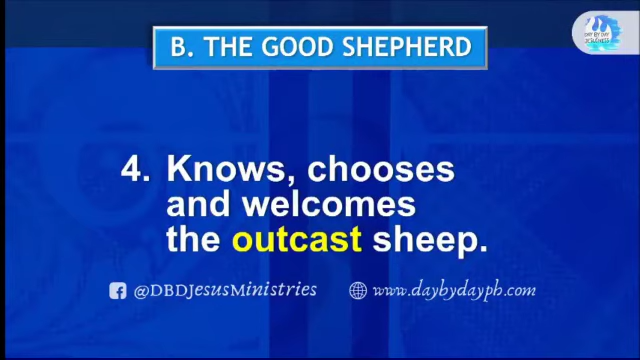 B. THE GOOD SHEPHERD
4. Knows, chooses
and welcomes
the outcast sheep.
@DBDJesusMinistries
www.daybydayph.com